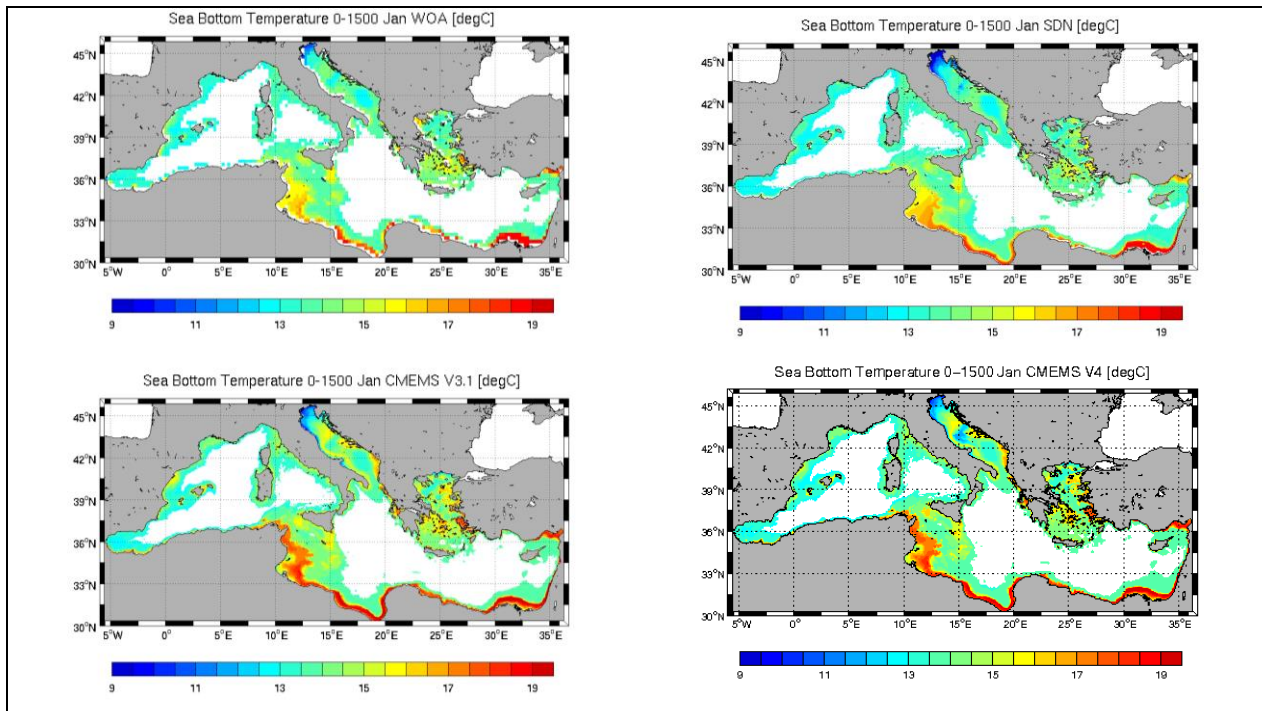 Sea Bottom Temperature 0-1500 Jan WOA [degC]
45°N
42°N
39°N
36°N
33°N
30°N
5°W 0° 5°E 10°E 15°E 20°E 25°E 30°E 35°E
9 11 13 15 17 19
Sea Bottom Temperature 0-1500 Jan SDN [degC]
45°N
42°N
39°N
36°N
33°N
30°N
5°W 0° 5°E 10°E 15°E 20°E 25°E 30°E 35°E
9 11 13 15 17 19
Sea Bottom Temperature 0-1500 Jan CMEMS V3.1 [degC]
45°N
42°N
39°N
36°N
33°N
30°N
5°W 0° 5°E 10°E 15°E 20°E 25°E 30°E 35°E
9 11 13 15 17 19
Sea Bottom Temperature 0-1500 Jan CMEMS V4 [degC]
45°N
42°N
39°N
36°N
33°N
30°N
5°W 0° 5°E 10°E 15°E 20°E 25°E 30°E 35°E
9 11 13 15 17 19